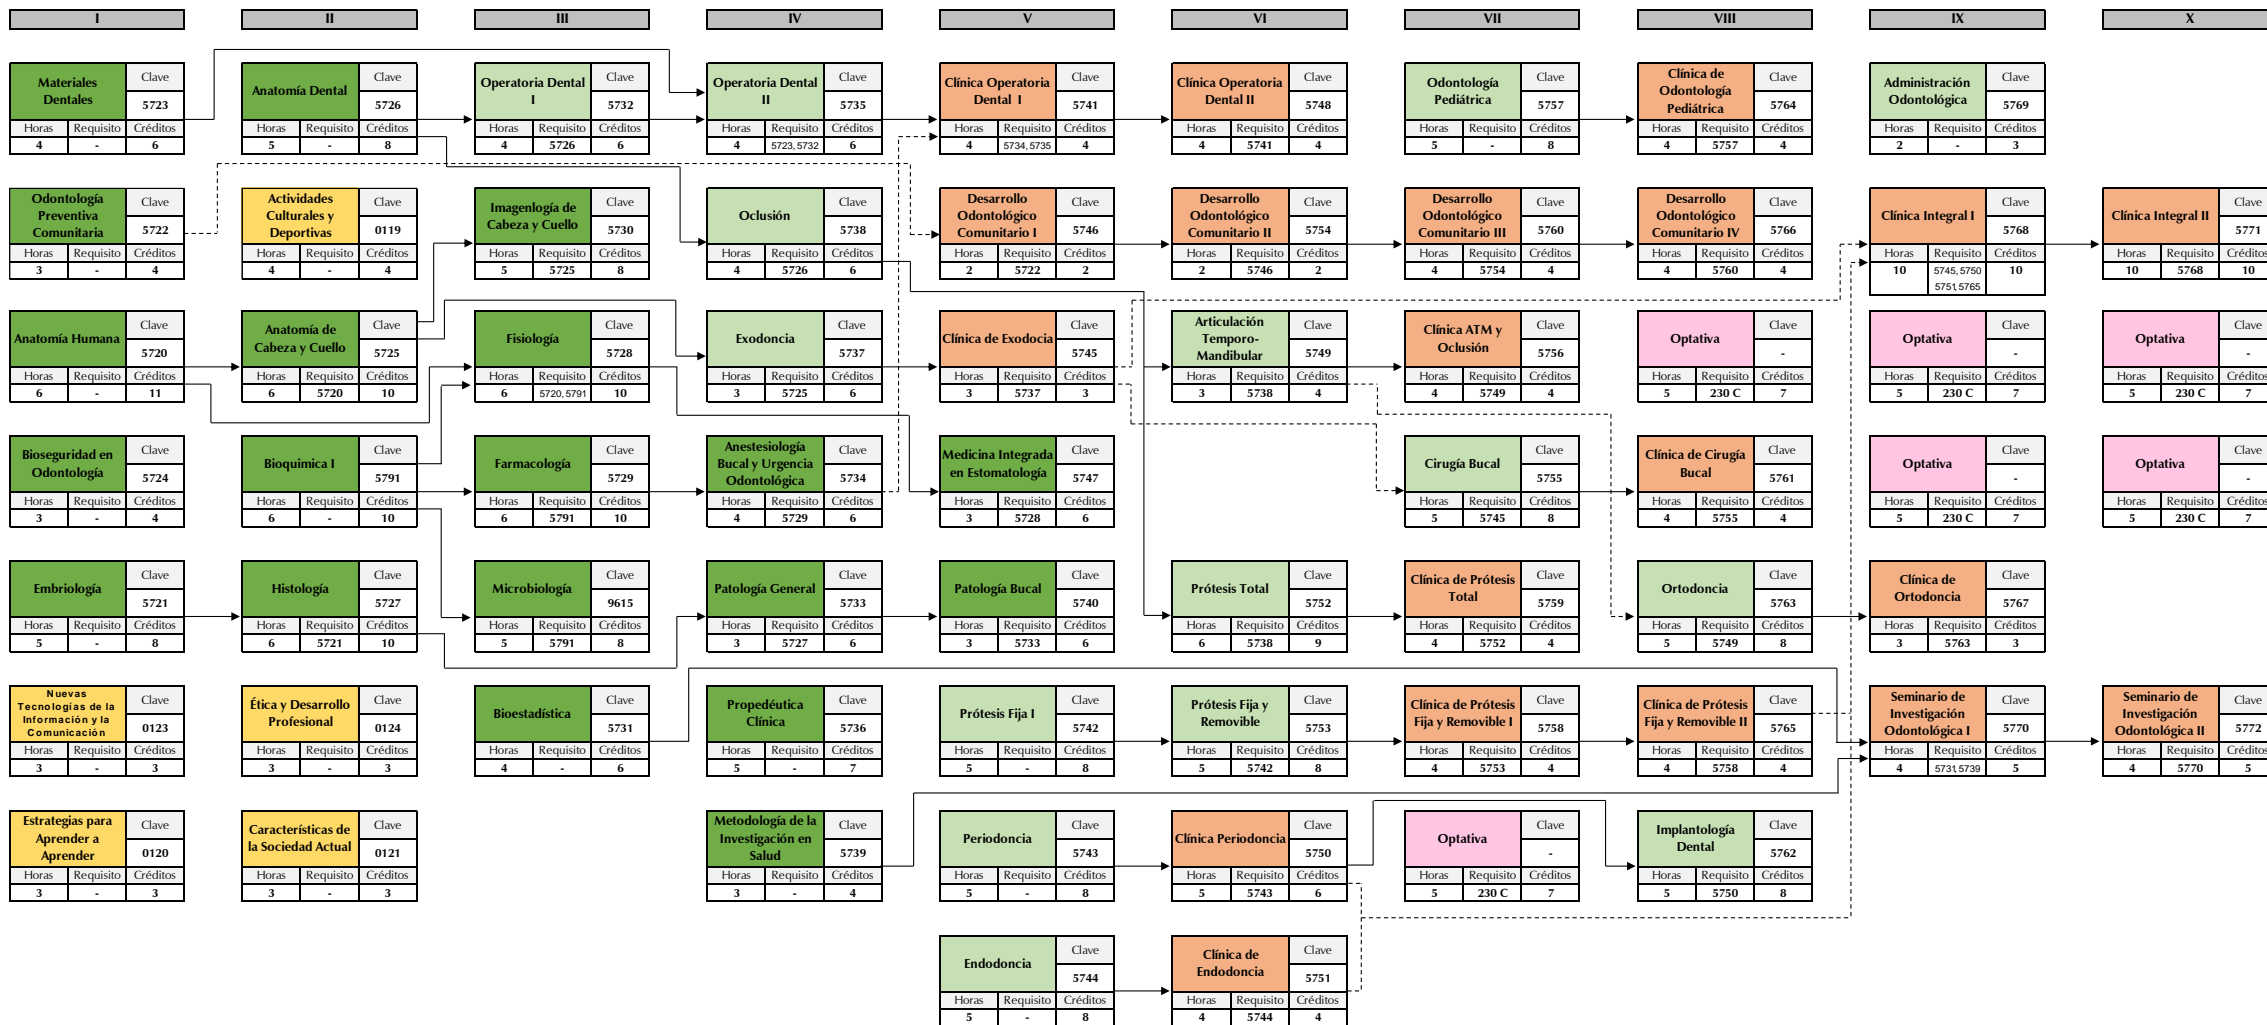 I II III IV V VI VII VIII IX X
Materiales Dentales
Clave
5723
Horas Requisito Créditos
4 - 6
Anatomía Dental
Clave
5726
Horas Requisito Créditos
5 - 8
Operatoria Dental I
Clave
5732
Horas Requisito Créditos
4 5726 6
Operatoria Dental II
Clave
5735
Horas Requisito Créditos
4 5723, 5732 6
Clínica Operatoria Dental I
Clave
5741
Horas Requisito Créditos
4 5734, 5735 4
Clínica Operatoria Dental II
Clave
5748
Horas Requisito Créditos
4 5741 4
Odontología Pediátrica
Clave
5757
Horas Requisito Créditos
5 - 8
Clínica de Odontología Pediátrica
Clave
5764
Horas Requisito Créditos
4 5757 4
Administración Odontológica
Clave
5769
Horas Requisito Créditos
2 - 3
Odontología Preventiva Comunitaria
Clave
5722
Horas Requisito Créditos
3 - 4
Actividades Culturales y Deportivas
Clave
0119
Horas Requisito Créditos
4 - 4
Imagenlogía de Cabeza y Cuello
Clave
5730
Horas Requisito Créditos
5 5725 8
Oclusión
Clave
5738
Horas Requisito Créditos
4 5726 6
Desarrollo Odontológico Comunitario I
Clave
5746
Horas Requisito Créditos
2 5722 2
Desarrollo Odontológico Comunitario II
Clave
5754
Horas Requisito Créditos
2 5746 2
Desarrollo Odontológico Comunitario III
Clave
5760
Horas Requisito Créditos
4 5754 4
Desarrollo Odontológico Comunitario IV
Clave
5766
Horas Requisito Créditos
4 5760 4
Clínica Integral I
Clave
5768
Horas Requisito Créditos
10 5745, 5750 10
5751, 5765
Clínica Integral II
Clave
5771
Horas Requisito Créditos
10 5768 10
Anatomía Humana
Clave
5720
Horas Requisito Créditos
6 - 11
Anatomía de Cabeza y Cuello
Clave
5725
Horas Requisito Créditos
6 5720 10
Fisiología
Clave
5728
Horas Requisito Créditos
6 5720, 5791 10
Exodoncia
Clave
5737
Horas Requisito Créditos
3 5725 6
Clínica de Exodocia
Clave
5745
Horas Requisito Créditos
3 5737 3
Articulación Temporo-Mandibular
Clave
5749
Horas Requisito Créditos
3 5738 4
Clínica ATM y Oclusión
Clave
5756
Horas Requisito Créditos
4 5749 4
Optativa
Clave
-
Horas Requisito Créditos
5 230 C 7
Optativa
Clave
-
Horas Requisito Créditos
5 230 C 7
Optativa
Clave
-
Horas Requisito Créditos
5 230 C 7
Bioseguridad en Odontología
Clave
5724
Horas Requisito Créditos
3 - 4
Bioquimica I
Clave
5791
Horas Requisito Créditos
6 - 10
Farmacología
Clave
5729
Horas Requisito Créditos
6 5791 10
Anestesiología Bucal y Urgencia Odontológica
Clave
5734
Horas Requisito Créditos
4 5729 6
Medicina Integrada en Estomatología
Clave
5747
Horas Requisito Créditos
3 5728 6
Cirugía Bucal
Clave
5755
Horas Requisito Créditos
5 5745 8
Clínica de Cirugía Bucal
Clave
5761
Horas Requisito Créditos
4 5755 4
Optativa
Clave
-
Horas Requisito Créditos
5 230 C 7
Optativa
Clave
-
Horas Requisito Créditos
5 230 C 7
Embriología
Clave
5721
Horas Requisito Créditos
5 - 8
Histología
Clave
5727
Horas Requisito Créditos
6 5721 10
Microbiología
Clave
9615
Horas Requisito Créditos
5 5791 8
Patología General
Clave
5733
Horas Requisito Créditos
3 5727 6
Patología Bucal
Clave
5740
Horas Requisito Créditos
3 5733 6
Prótesis Total
Clave
5752
Horas Requisito Créditos
6 5738 9
Clínica de Prótesis Total
Clave
5759
Horas Requisito Créditos
4 5752 4
Ortodoncia
Clave
5763
Horas Requisito Créditos
5 5749 8
Clínica de Ortodoncia
Clave
5767
Horas Requisito Créditos
3 5763 3
Nuevas Tecnologías de la Información y la Comunicación
Clave
0123
Horas Requisito Créditos
3 - 3
Ética y Desarrollo Profesional
Clave
0124
Horas Requisito Créditos
3 - 3
Bioestadística
Clave
5731
Horas Requisito Créditos
4 - 6
Propedéutica Clínica
Clave
5736
Horas Requisito Créditos
5 - 7
Prótesis Fija I
Clave
5742
Horas Requisito Créditos
5 - 8
Prótesis Fija y Removible
Clave
5753
Horas Requisito Créditos
5 5742 8
Clínica de Prótesis Fija y Removible I
Clave
5758
Horas Requisito Créditos
4 5753 4
Clínica de Prótesis Fija y Removible II
Clave
5765
Horas Requisito Créditos
4 5758 4
Seminario de Investigación Odontológica I
Clave
5770
Horas Requisito Créditos
4 5731, 5739 5
Seminario de Investigación Odontológica II
Clave
5772
Horas Requisito Créditos
4 5770 5
Estrategias para Aprender a Aprender
Clave
0120
Horas Requisito Créditos
3 - 3
Características de la Sociedad Actual
Clave
0121
Horas Requisito Créditos
3 - 3
Metodología de la Investigación en Salud
Clave
5739
Horas Requisito Créditos
3 - 4
Periodoncia
Clave
5743
Horas Requisito Créditos
5 - 8
Clínica Periodoncia
Clave
5750
Horas Requisito Créditos
5 5743 6
Optativa
Clave
-
Horas Requisito Créditos
5 230 C 7
Implantología Dental
Clave
5762
Horas Requisito Créditos
5 5750 8
Endodoncia
Clave
5744
Horas Requisito Créditos
5 - 8
Clínica de Endodoncia
Clave
5751
Horas Requisito Créditos
4 5744 4